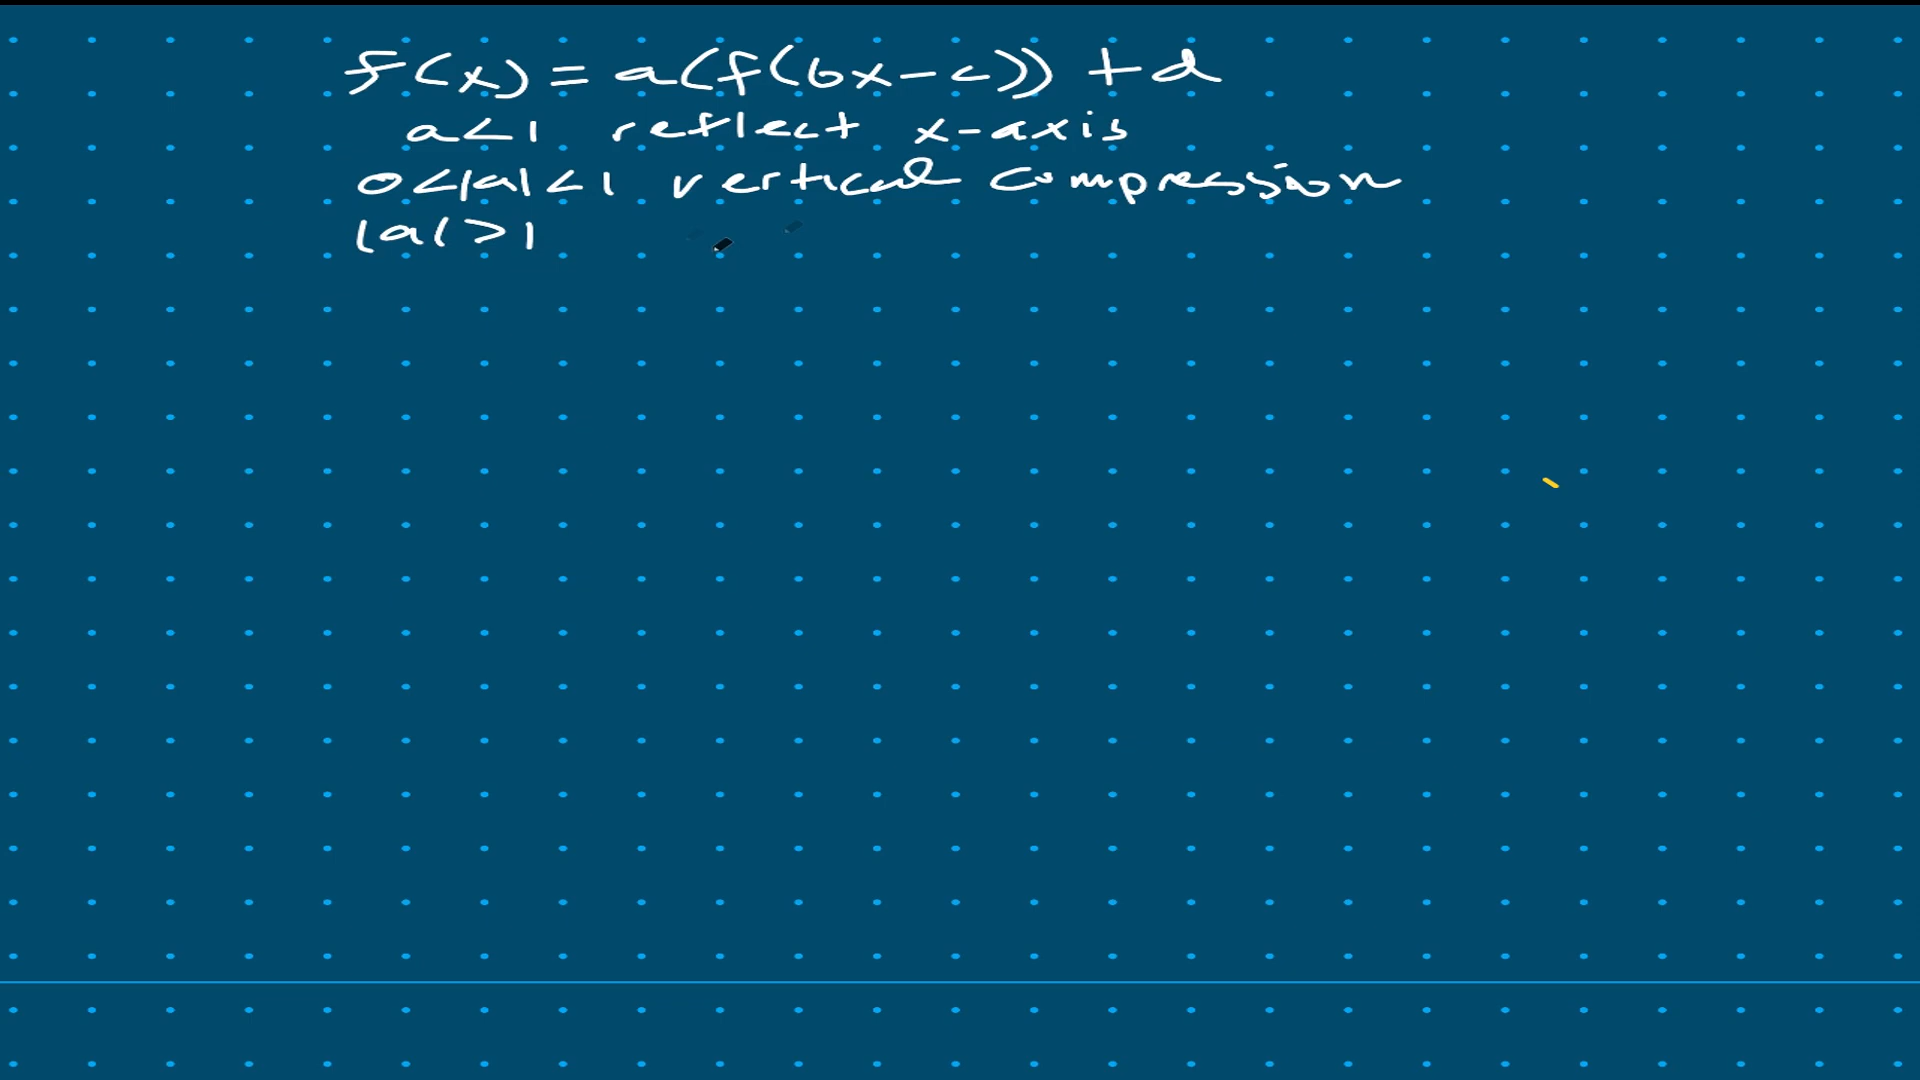 f(x) = a(f(bx-c)) + d
a<1 reflect x-axis
0<|a|<1 vertical compression
|a|>1